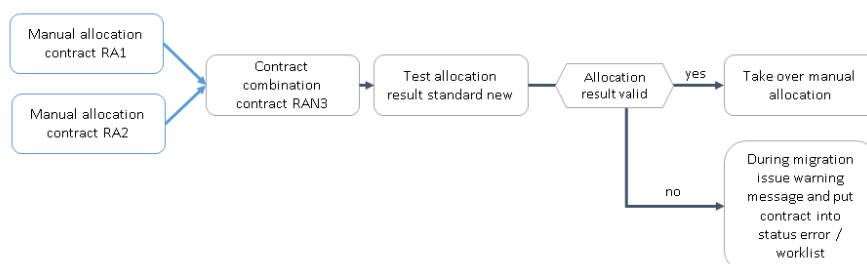 Manual allocation
contract RA1
Manual allocation
contract RA2
Contract
combination
contract RAN3
Test allocation
result standard new
Allocation
result valid
yes
Take over manual
allocation
no
During migration
issue warning
message and put
contract into
status error /
worklist